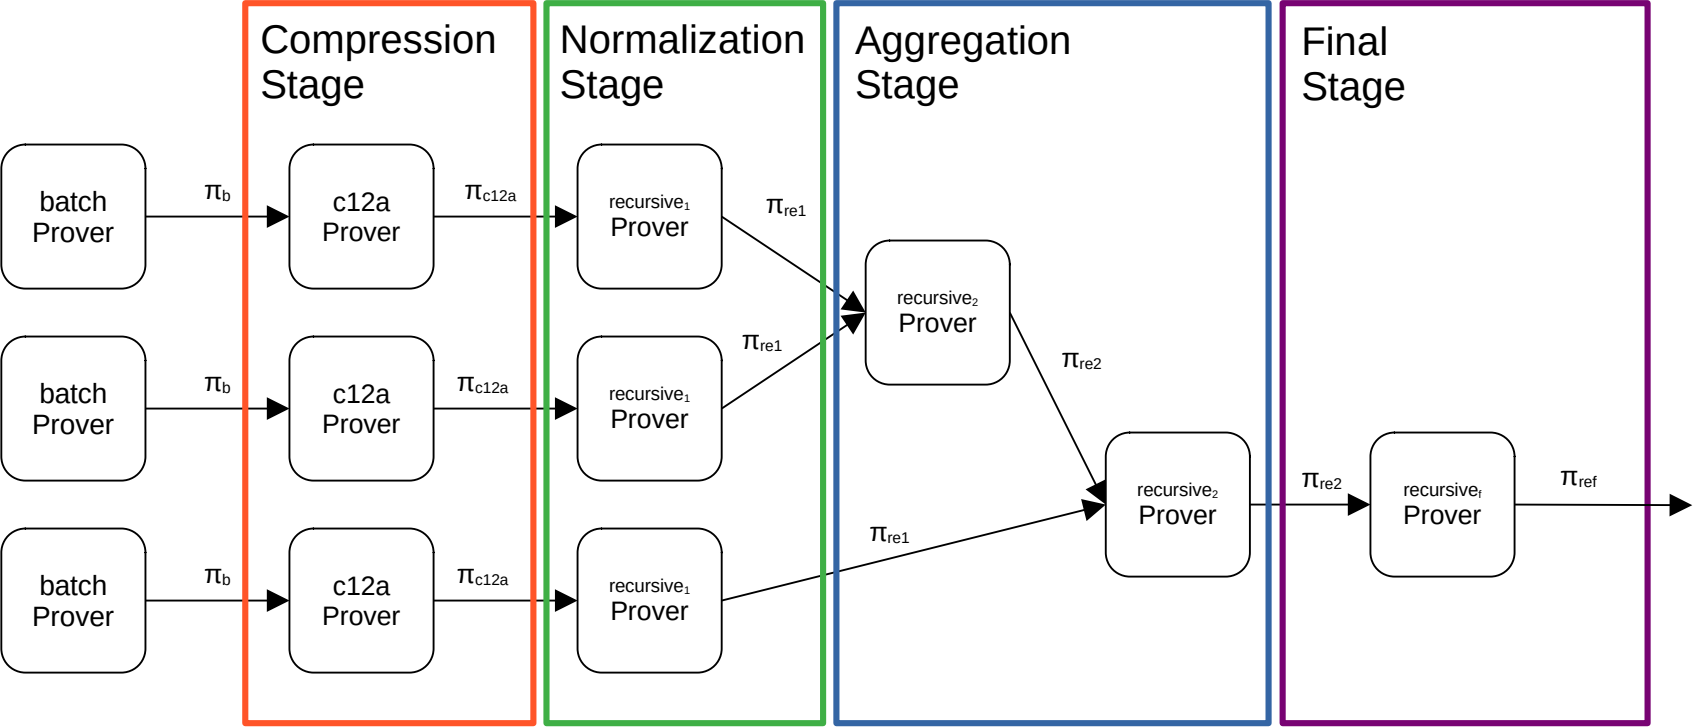 Compression
Stage
Normalization
Stage
Aggregation
Stage
Final
Stage
batch
Prover
πb
c12a
Prover
πc12a
recursive1
Prover
πre1
batch
Prover
πb
c12a
Prover
πc12a
recursive1
Prover
πre1
batch
Prover
πb
c12a
Prover
πc12a
recursive1
Prover
πre1
recursive2
Prover
πre2
recursive2
Prover
πre2
recursivef
Prover
πref